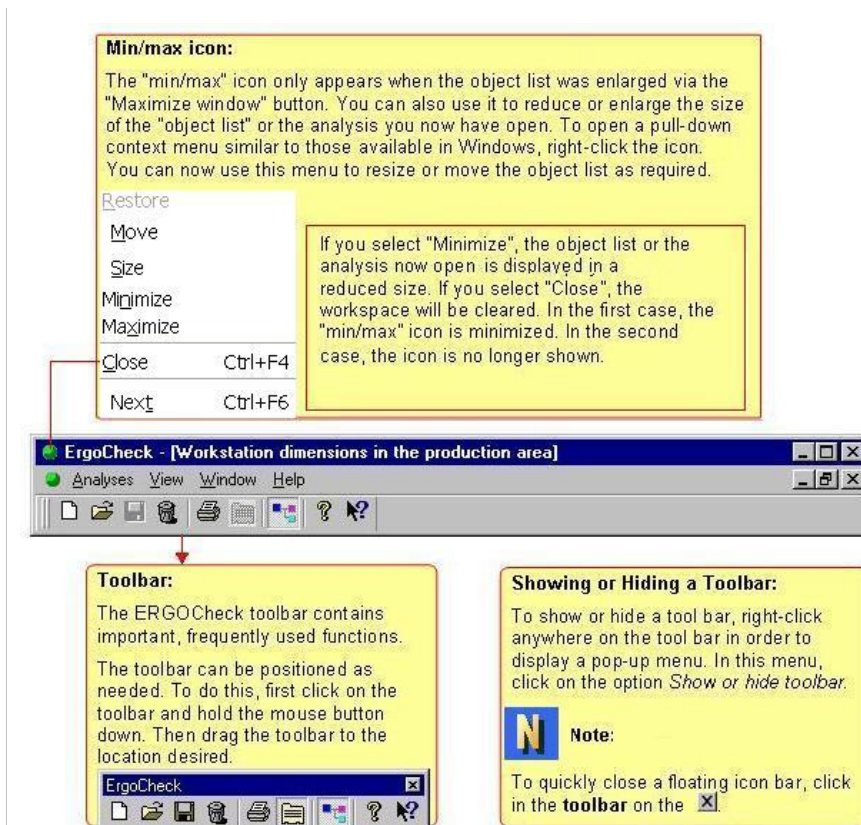 Min/max icon:
The "min/max" icon only appears when the object list was enlarged via the
"Maximize window" button. You can also use it to reduce or enlarge the size
of the "object list" or the analysis you now have open. To open a pull-down
context menu similar to those available in Windows, right-click the icon.
You can now use this menu to resize or move the object list as required.
Restore
Move
Size
Minimize
Maximize
Close Ctrl+F4
Next Ctrl+F6
If you select "Minimize", the object list or the
analysis now open is displayed in a
reduced size. If you select "Close", the
workspace will be cleared. In the first case, the
"min/max" icon is minimized. In the second
case, the icon is no longer shown.
ErgoCheck - [Workstation dimensions in the production area]
Analyses View Window Help
Toolbar:
The ERGOCheck toolbar contains
important, frequently used functions.
The toolbar can be positioned as
needed. To do this, first click on the
toolbar and hold the mouse button
down. Then drag the toolbar to the
location desired.
ErgoCheck
Showing or Hiding a Toolbar:
To show or hide a tool bar, right-click
anywhere on the tool bar in order to
display a pop-up menu. In this menu,
click on the option Show or hide toolbar.
N Note:
To quickly close a floating icon bar, click
in the toolbar on the X.